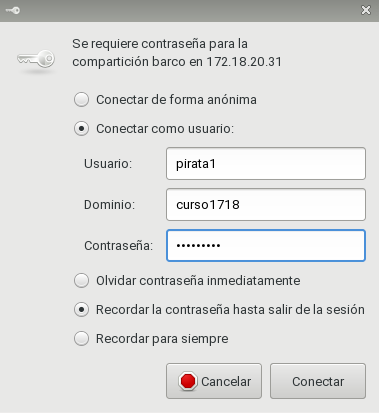 Se requiere contraseña para la
compartición barco en 172.18.20.31
Conectar de forma anónima
Conectar como usuario:
Usuario: pirata1
Dominio: curso1718
Contraseña: •••••••••
Olvidar contraseña inmediatamente
Recordar la contraseña hasta salir de la sesión
Recordar para siempre
Cancelar Conectar